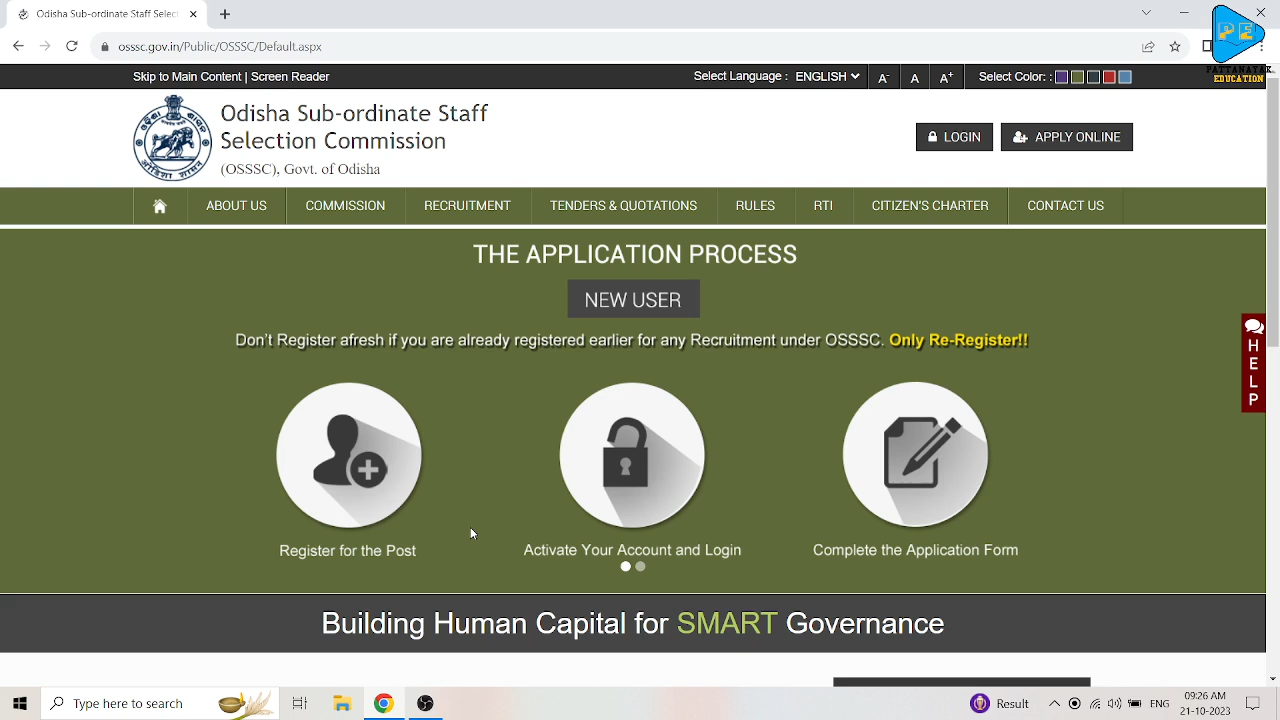 Odisha Sub-ordinate Staff Selec
osssc.gov.in/Public/OSSSC/Default.aspx
PE
PATTANAYAK
EDUCATION
Skip to Main Content | Screen Reader
Select Language : ENGLISH
A-
A
A+
Select Color :
Odisha Sub-ordinate Staff
Selection Commission
(OSSSC), Govt. of Odisha
LOGIN
APPLY ONLINE
ABOUT US
COMMISSION
RECRUITMENT
TENDERS & QUOTATIONS
RULES
RTI
CITIZEN'S CHARTER
CONTACT US
THE APPLICATION PROCESS
NEW USER
Don't Register afresh if you are already registered earlier for any Recruitment under OSSSC. Only Re-Register!!
HELP
Register for the Post
Activate Your Account and Login
Complete the Application Form
Building Human Capital for SMART Governance
Type here to search
Result
ENG
09:26 AM
21-10-2023